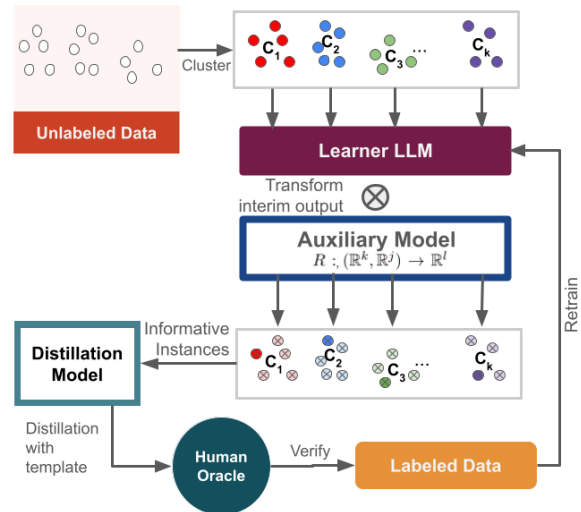 Unlabeled Data
Cluster
C1
C2
C3
...
Ck
Learner LLM
Transform
interim output
Auxiliary Model
R :, (ℝ^k, ℝ^j) → ℝ^l
Retrain
Informative
Instances
C1
C2
C3
...
Ck
Distillation
Model
Distillation
with
template
Human
Oracle
Verify
Labeled Data